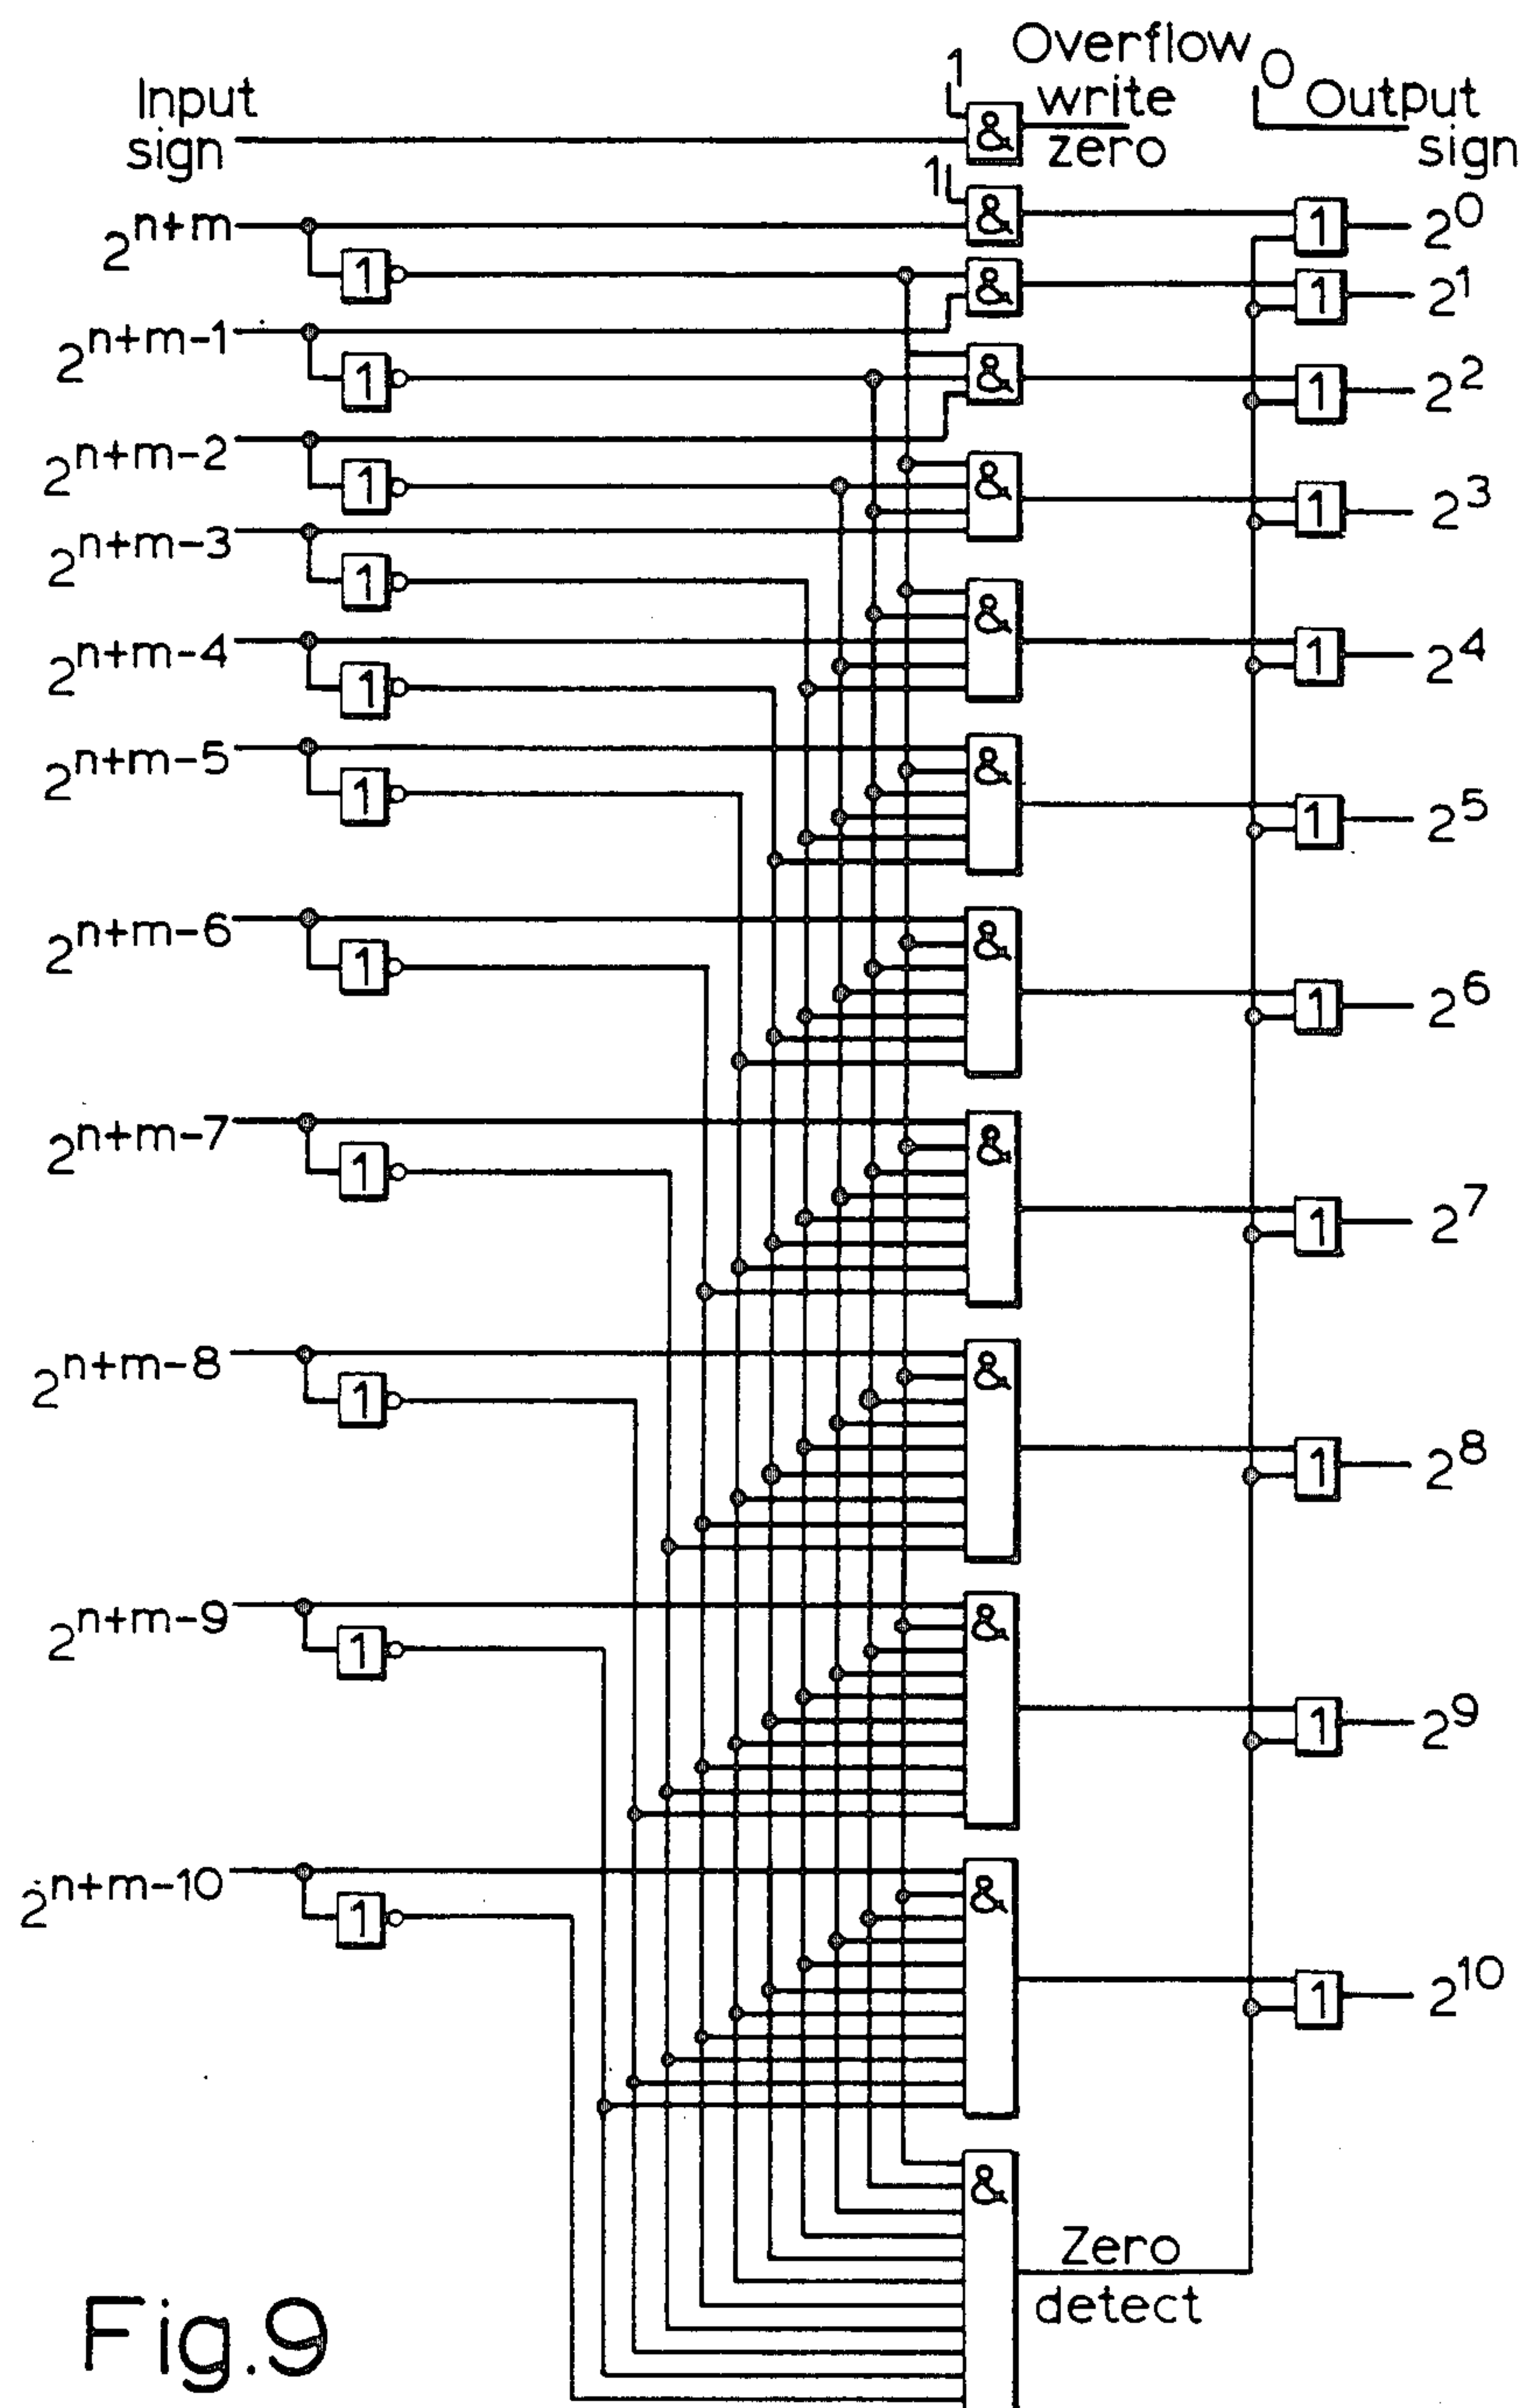 1 Overflow 0
Input write Output
sign & zero sign
1 &
2^n+m 1 2^0
1 & 1 2^1
2^n+m-1 & 1 2^2
1
2^n+m-2 & 1 2^3
1
2^n+m-3
1 &
2^n+m-4 1 2^4
1
2^n+m-5 &
1 1 2^5
2^n+m-6 &
1 1 2^6
2^n+m-7 &
1 1 2^7
2^n+m-8 &
1 1 2^8
2^n+m-9 &
1 1 2^9
2^n+m-10 &
1 1 2^10
&
Zero
detect
Fig.9